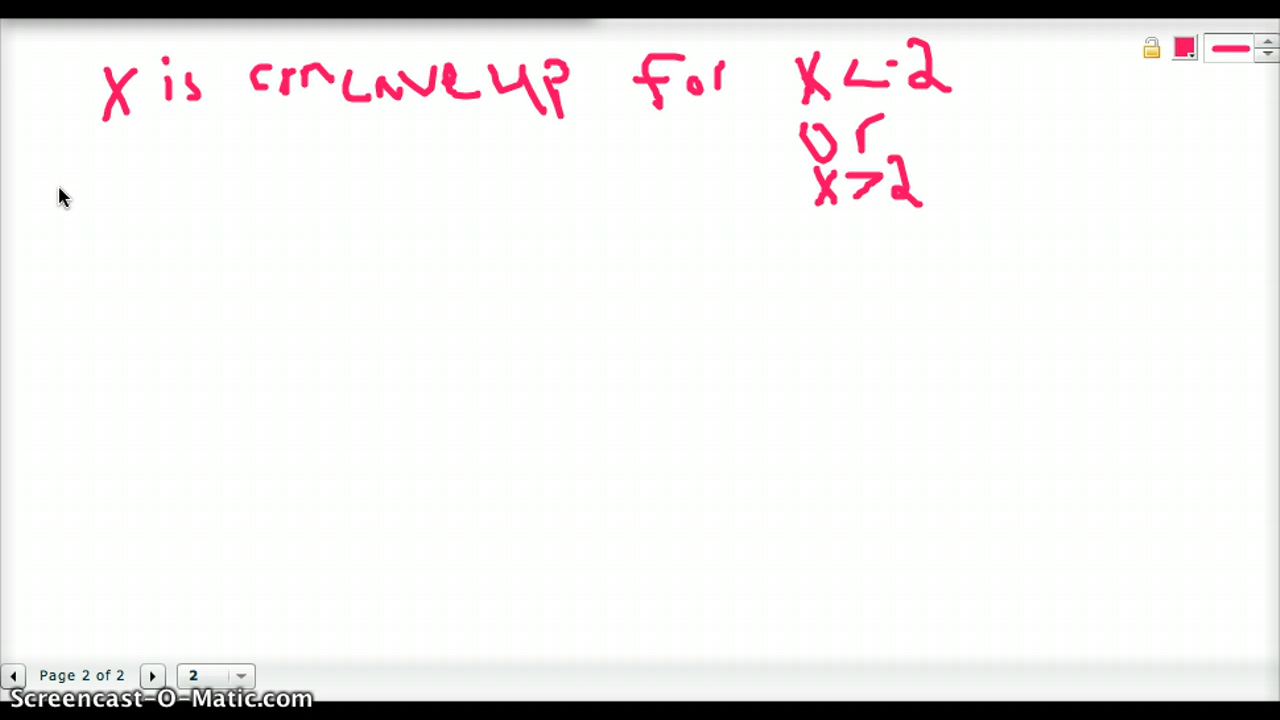 x is concave up for x<-2
or
x>2
Page 2 of 2
2
Screencast-O-Matic.com